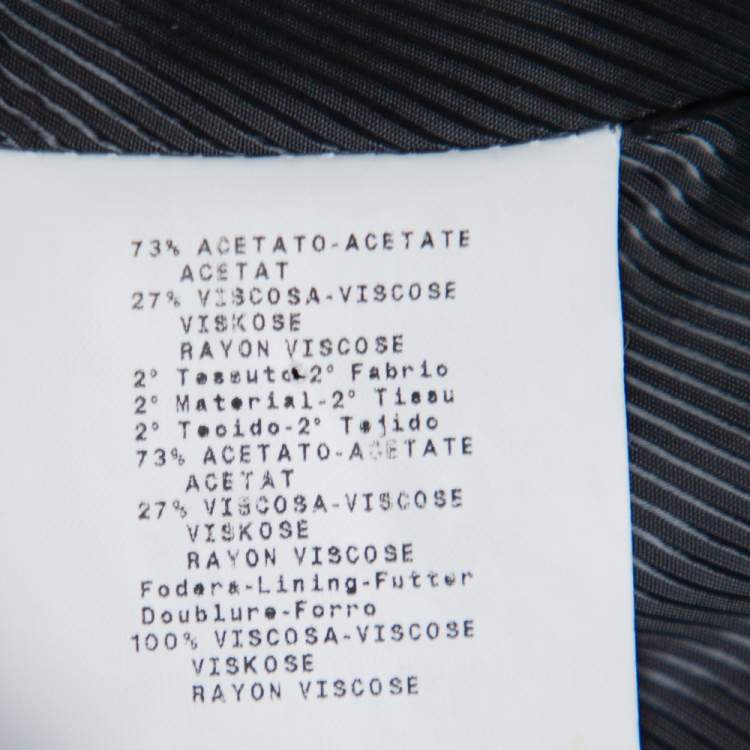 73% ACETATO-ACETATE
ACETAT
27% VISCOSA-VISCOSE
VISKOSE
RAYON VISCOSE
2° Tessuto-2° Fabric
2° Material-2° Tissu
2° Tecido-2° Tejido
73% ACETATO-ACETATE
ACETAT
27% VISCOSA-VISCOSE
VISKOSE
RAYON VISCOSE
Fodera-Lining-Futter
Doublure-Forro
100% VISCOSA-VISCOSE
VISKOSE
RAYON VISCOSE